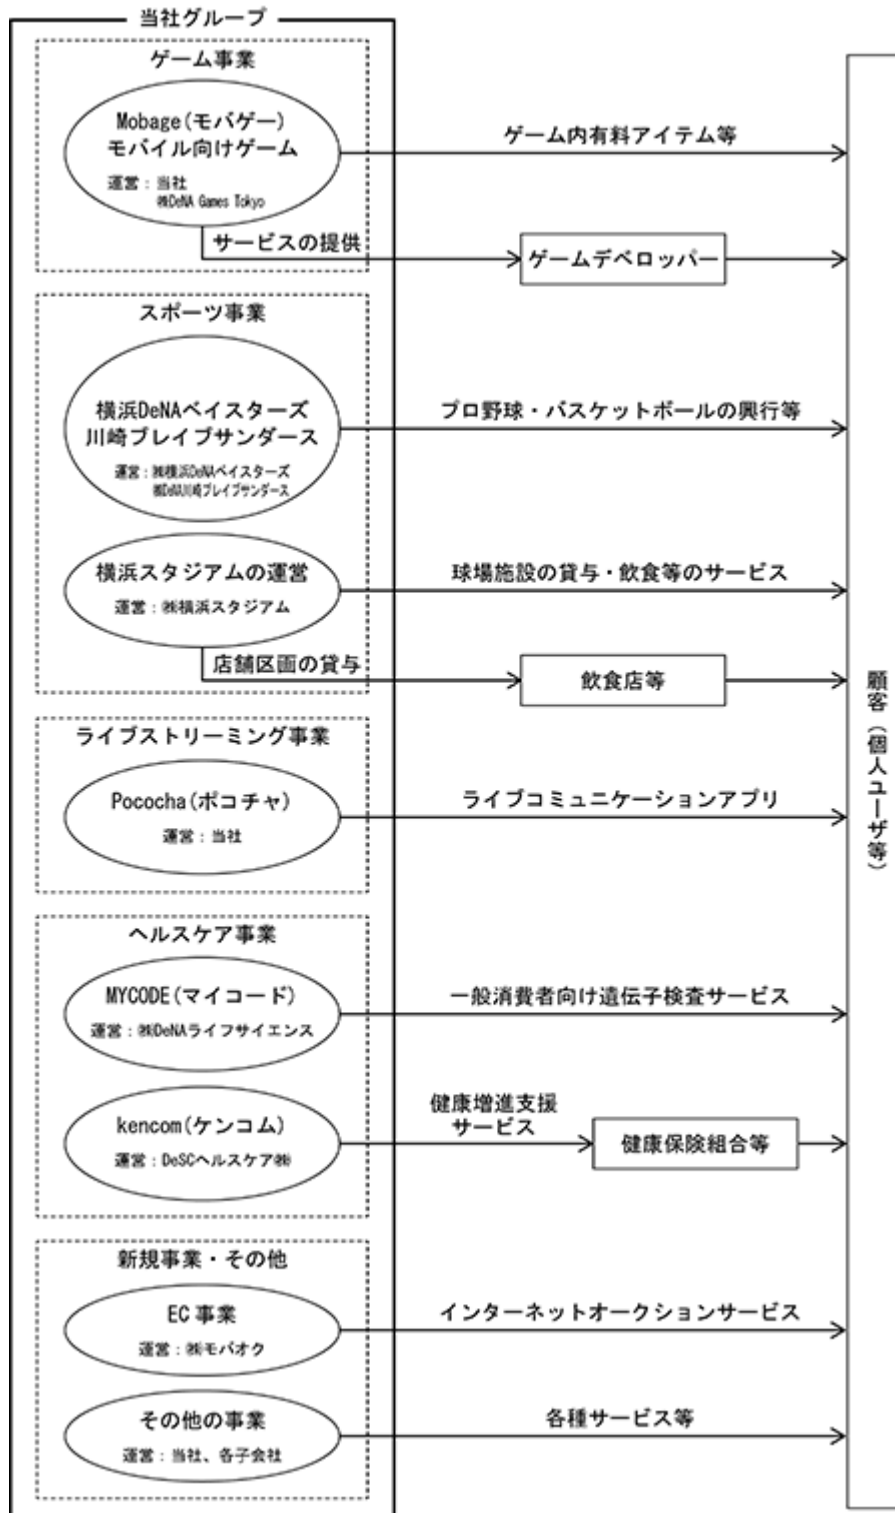 当社グループ
ゲーム事業
Mobage(モバゲー)
モバイル向けゲーム
運営：当社
㈱DeNA Games Tokyo
ゲーム内有料アイテム等
サービスの提供
ゲームデベロッパー
スポーツ事業
横浜DeNAベイスターズ
川崎ブレイブサンダース
運営：㈱横浜DeNAベイスターズ
㈱DeNA川崎ブレイブサンダース
プロ野球・バスケットボールの興行等
横浜スタジアムの運営
運営：㈱横浜スタジアム
球場施設の貸与・飲食等のサービス
店舗区画の貸与
飲食店等
ライブストリーミング事業
Pococha(ポコチャ)
運営：当社
ライブコミュニケーションアプリ
ヘルスケア事業
MYCODE(マイコード)
運営：㈱DeNAライフサイエンス
一般消費者向け遺伝子検査サービス
kencom(ケンコム)
運営：DeSCヘルスケア㈱
健康増進支援
サービス
健康保険組合等
新規事業・その他
EC事業
運営：㈱モバオク
インターネットオークションサービス
その他の事業
運営：当社、各子会社
各種サービス等
顧客（個人ユーザ等）